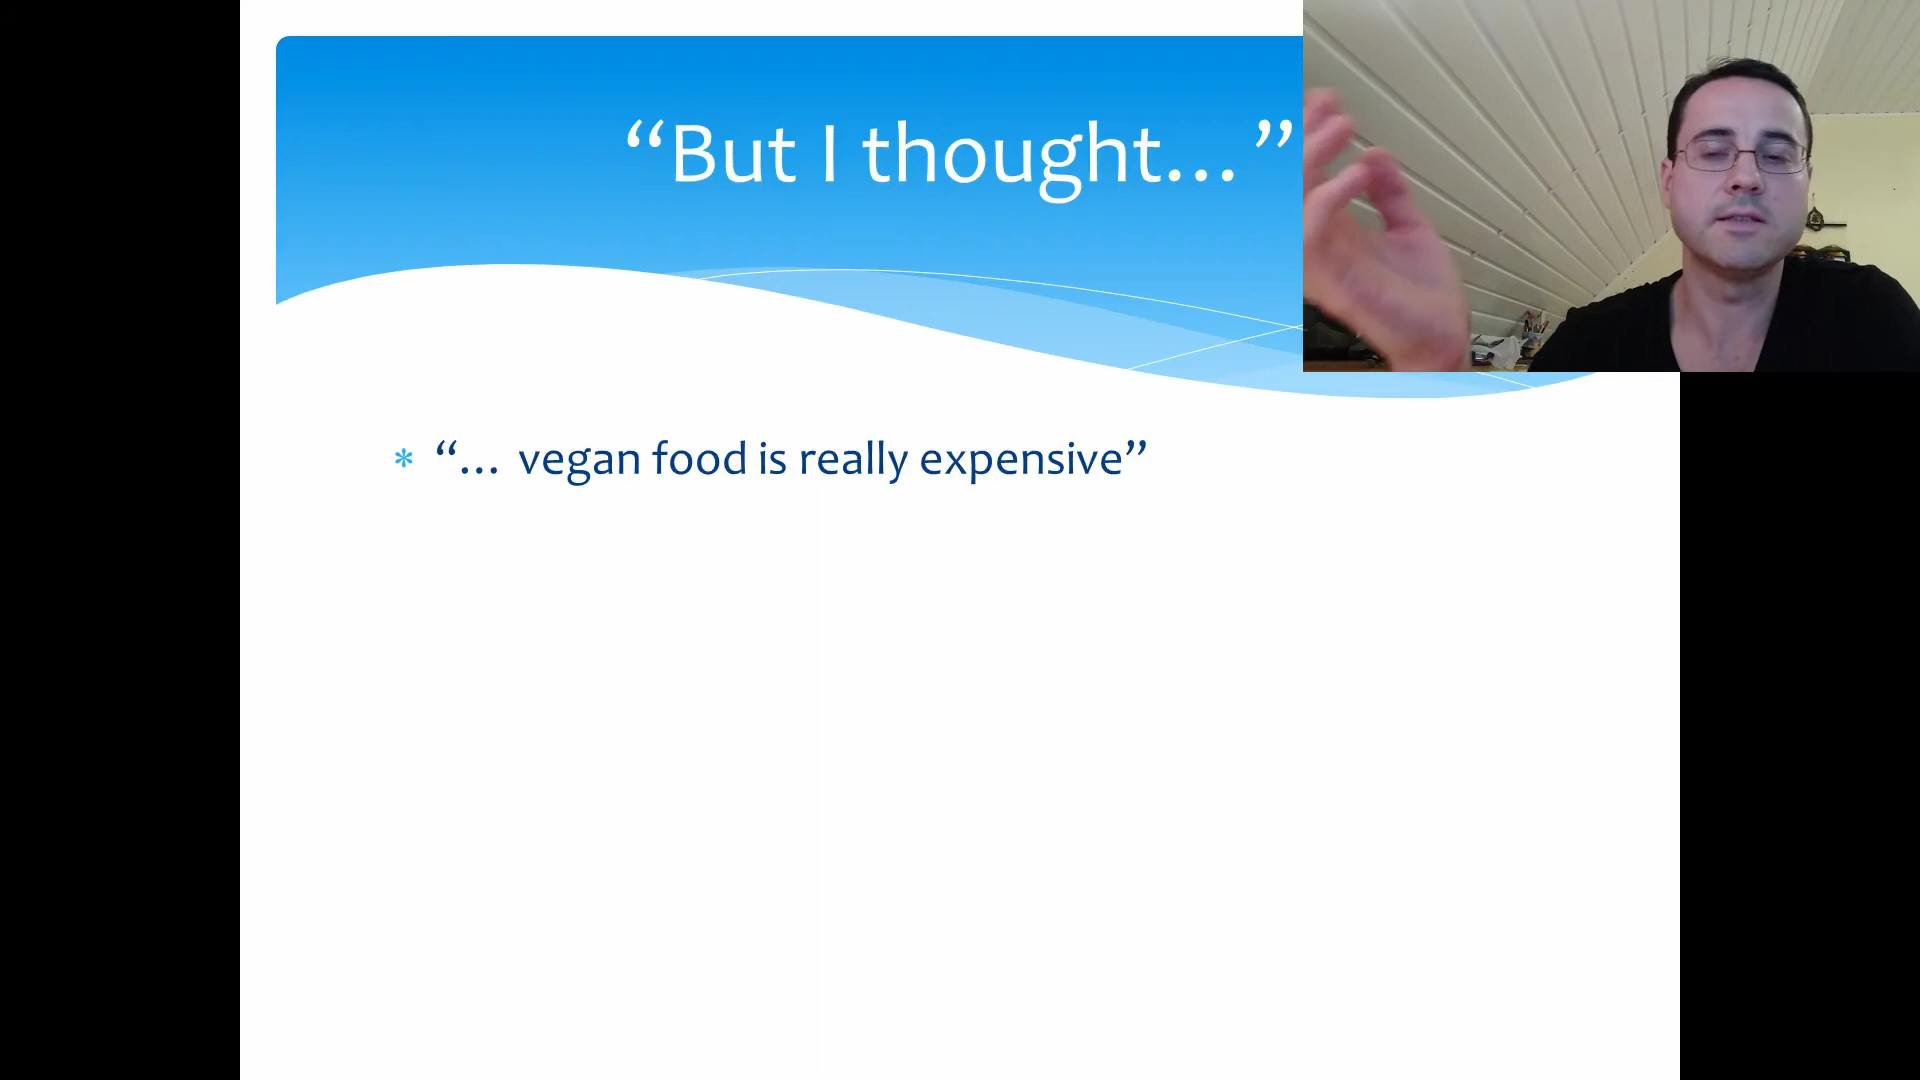 “But I thought…”
* “… vegan food is really expensive”